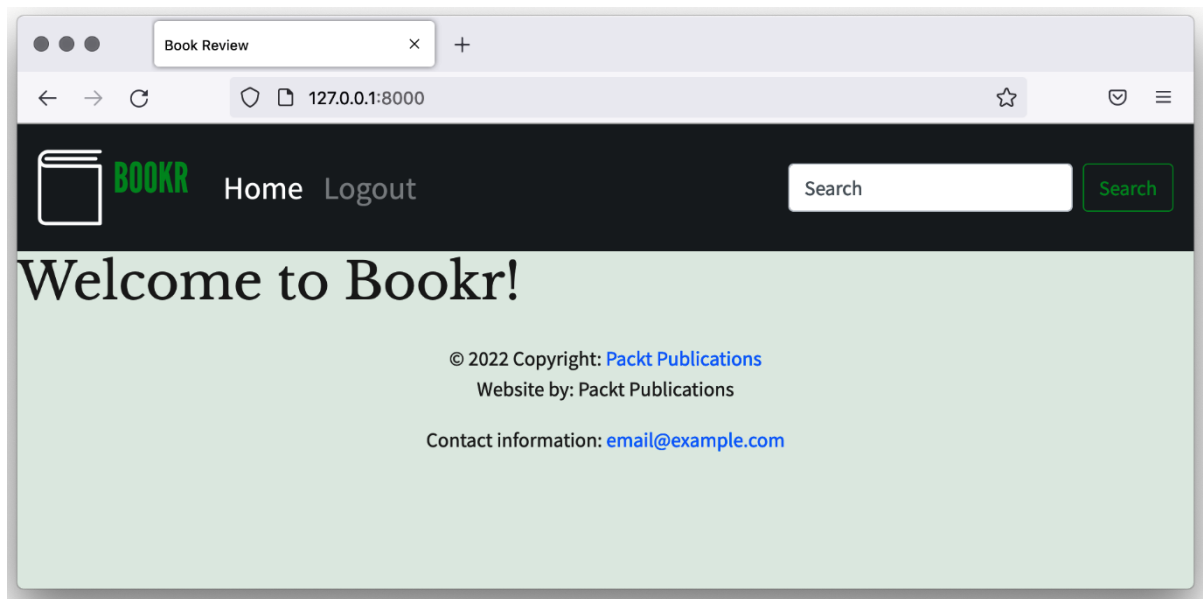 Book Review
127.0.0.1:8000
BOOKR Home Logout Search Search
Welcome to Bookr!
© 2022 Copyright: Packt Publications
Website by: Packt Publications
Contact information: email@example.com